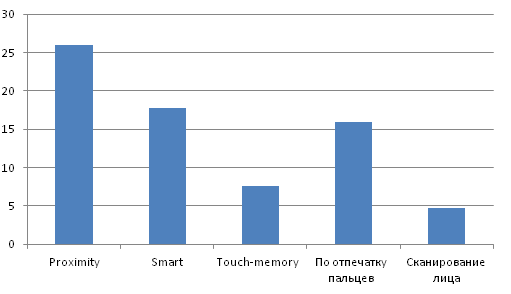 30
25
20
15
10
5
0
Proximity
Smart
Touch-memory
По отпечатку
пальцев
Сканирование
лица